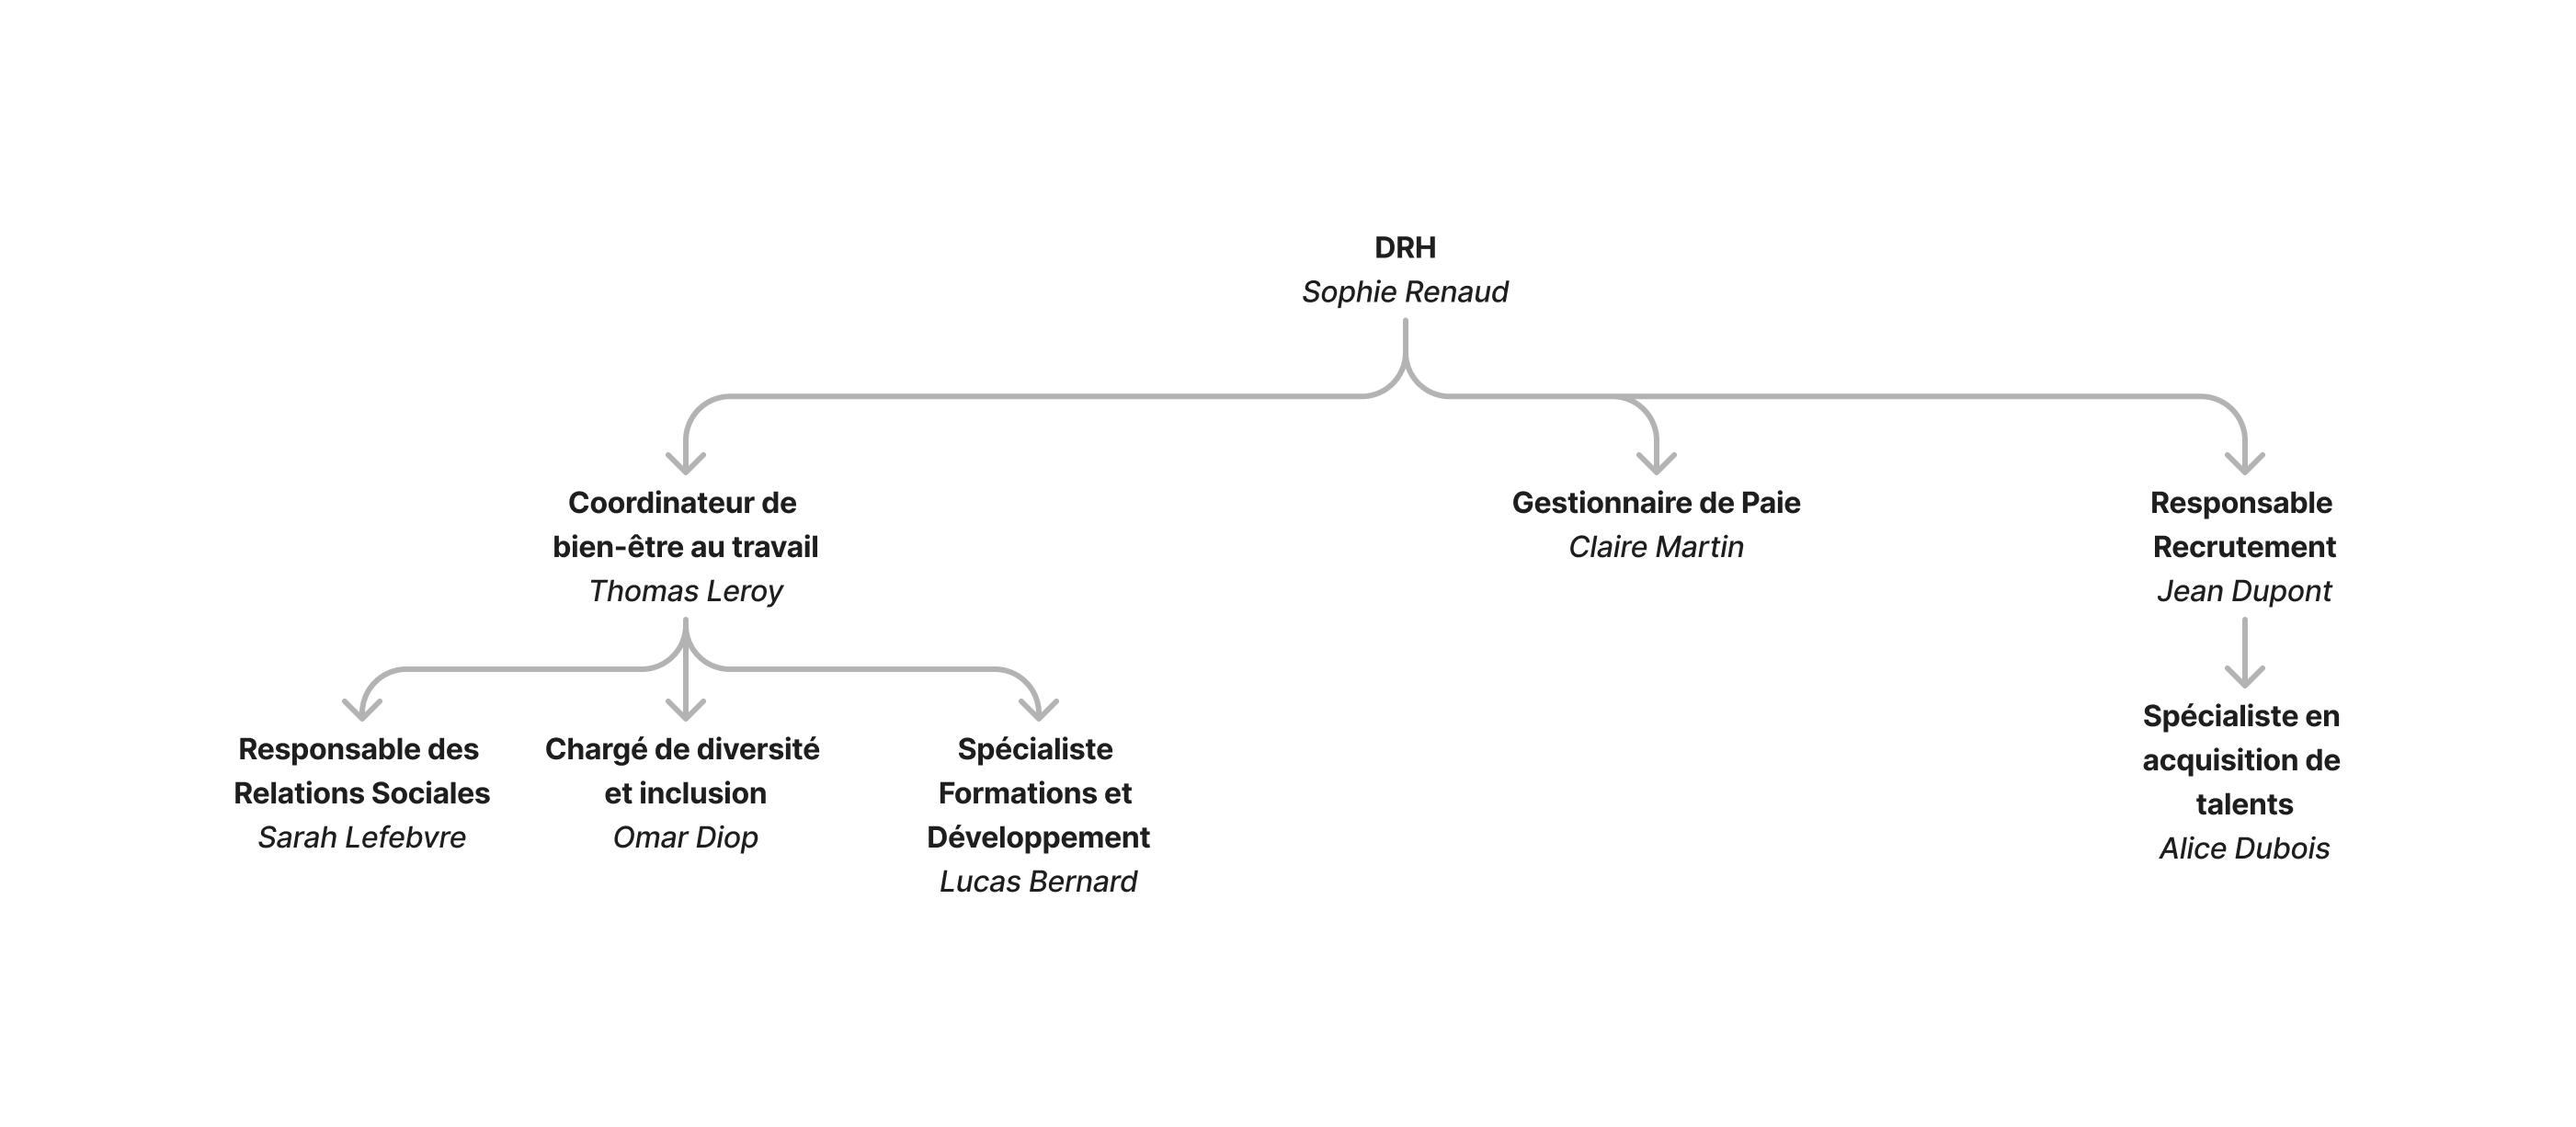 DRH
Sophie Renaud
Coordinateur de
bien-être au travail
Thomas Leroy
Gestionnaire de Paie
Claire Martin
Responsable
Recrutement
Jean Dupont
Responsable des
Relations Sociales
Sarah Lefebvre
Chargé de diversité
et inclusion
Omar Diop
Spécialiste
Formations et
Développement
Lucas Bernard
Spécialiste en
acquisition de
talents
Alice Dubois